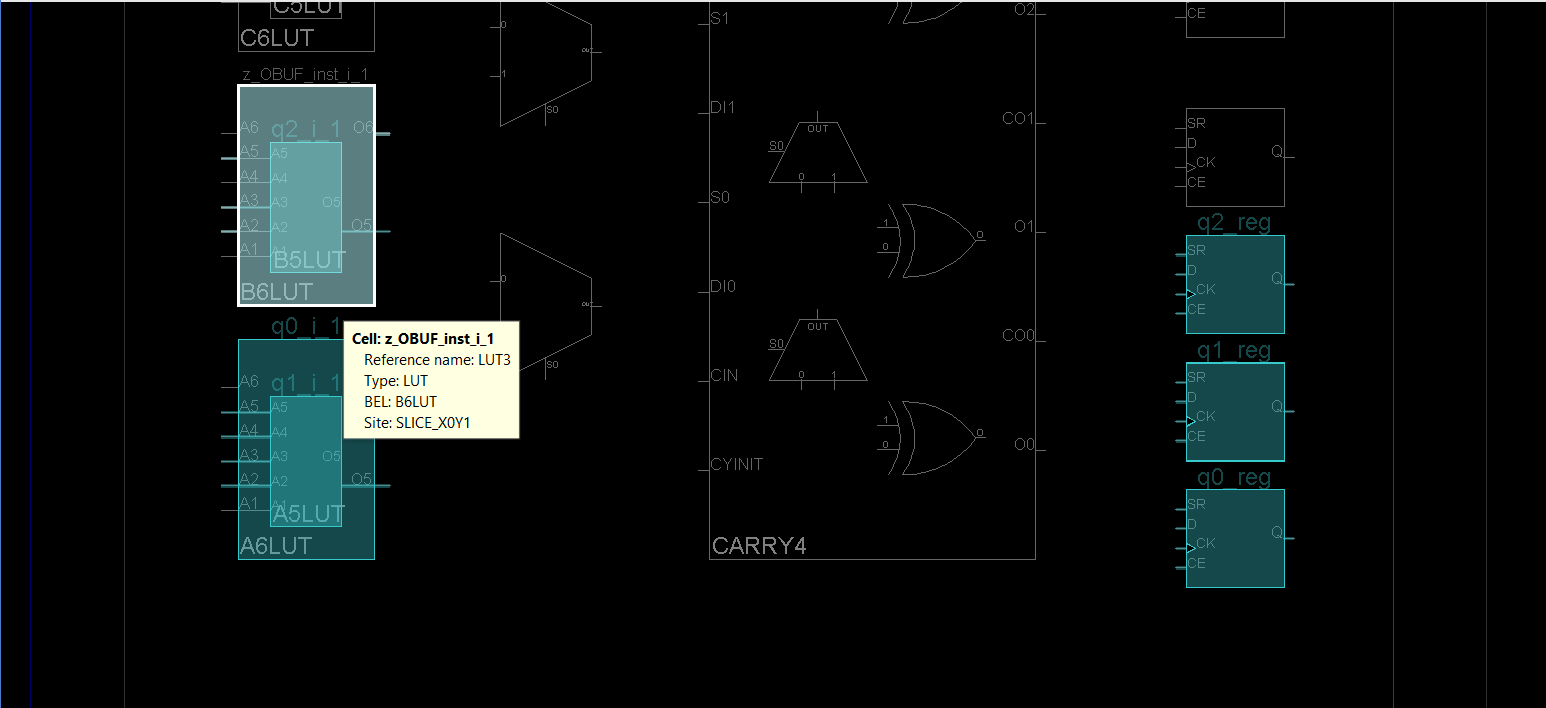 C5LUT
C6LUT
0
1
OUT
S0
S1
DI1
S0
DI0
CIN
CYINIT
CARRY4
O2
CO1
O1
CO0
O0
OUT
S0
0 1
1
0
O
OUT
S0
0 1
1
0
O
CE
SR
D
CK
CE
Q
z_OBUF_inst_i_1
q2_i_1
A6
A5
A4
A3
A2
A1
O6
O5
A5
A4
A3
A2
A1
O5
B5LUT
B6LUT
0
OUT
S0
q0_i_1
q1_i_1
A6
A5
A4
A3
A2
A1
O5
A5
A4
A3
A2
A1
O5
A5LUT
A6LUT
Cell: z_OBUF_inst_i_1
Reference name: LUT3
Type: LUT
BEL: B6LUT
Site: SLICE_X0Y1
q2_reg
SR
D
CK
CE
Q
q1_reg
SR
D
CK
CE
Q
q0_reg
SR
D
CK
CE
Q